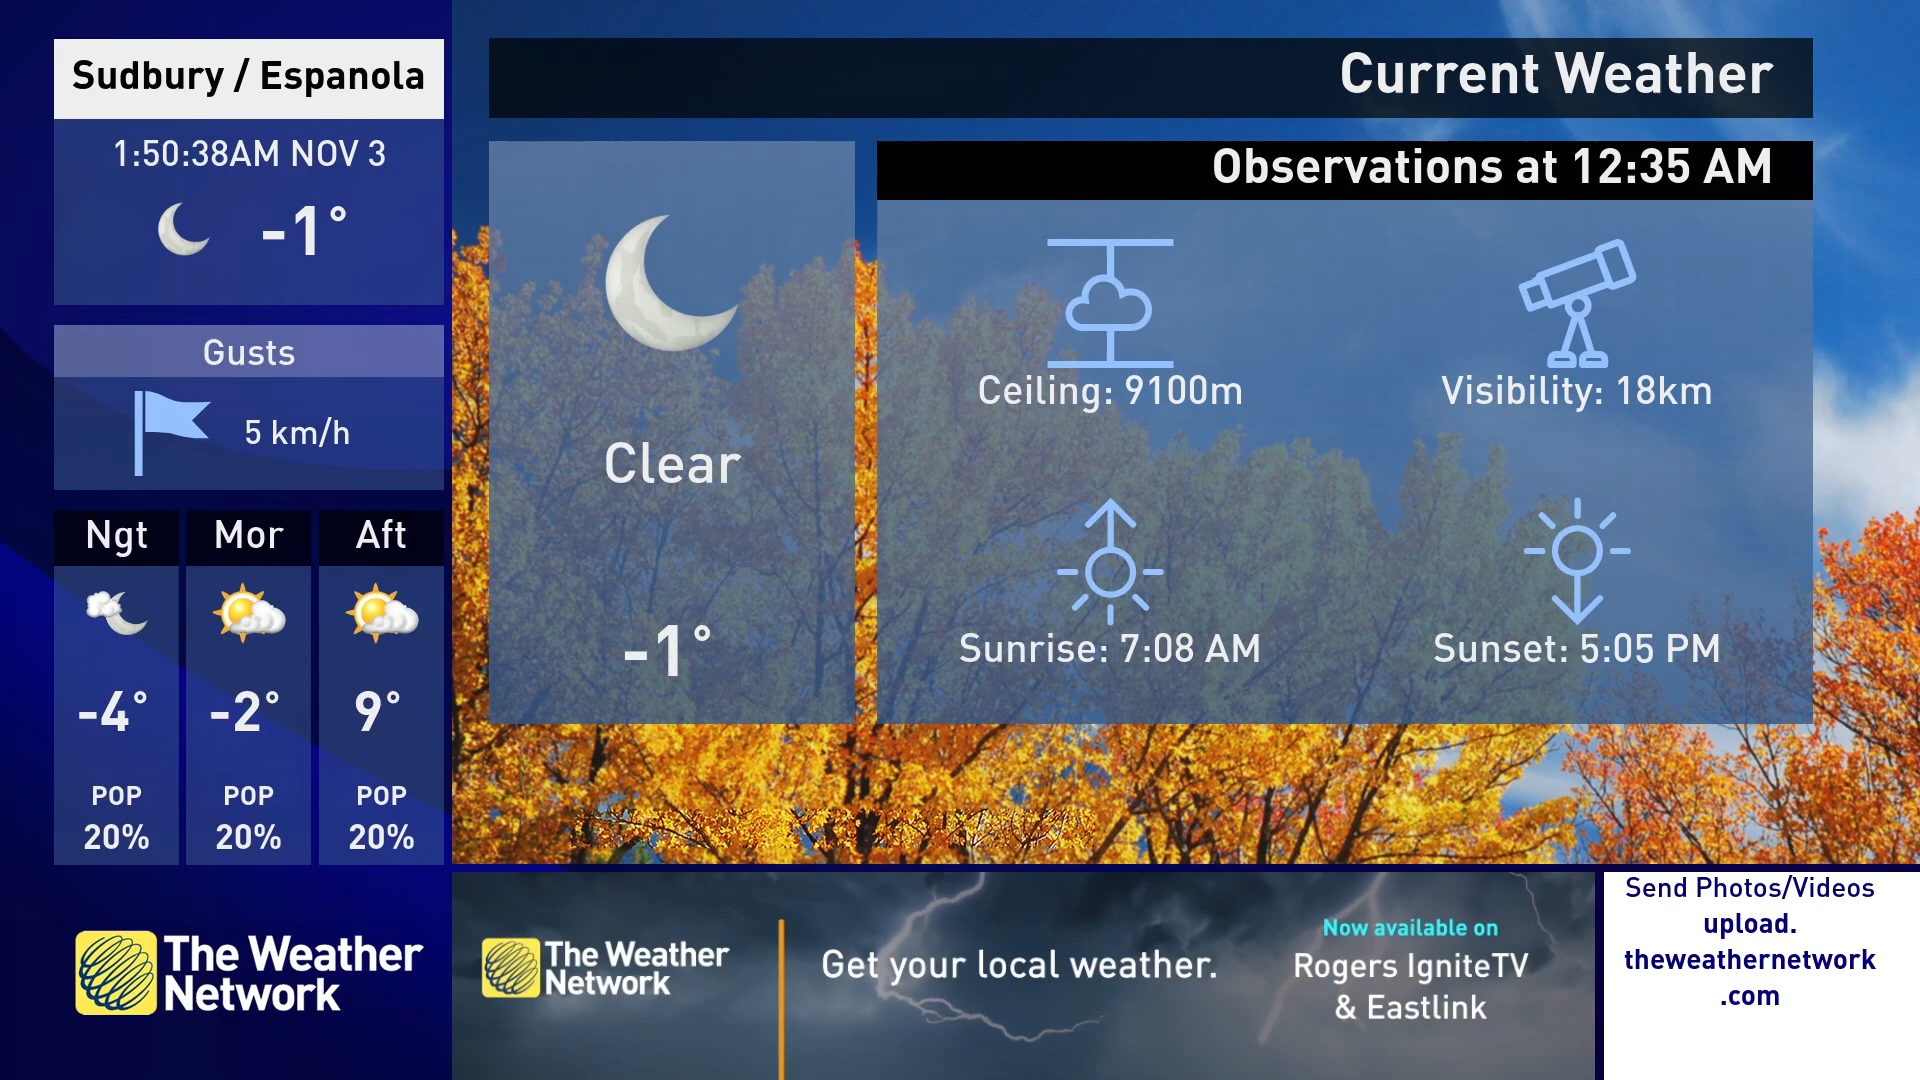 Sudbury / Espanola
1:50:38AM NOV 3
-1°
Gusts
5 km/h
Ngt Mor Aft
-4° -2° 9°
POP POP POP
20% 20% 20%
The Weather
Network
Current Weather
Clear
-1°
Observations at 12:35 AM
Ceiling: 9100m Visibility: 18km
Sunrise: 7:08 AM Sunset: 5:05 PM
The Weather
Network
Get your local weather.
Now available on
Rogers IgniteTV
& Eastlink
Send Photos/Videos
upload.
theweathernetwork
.com